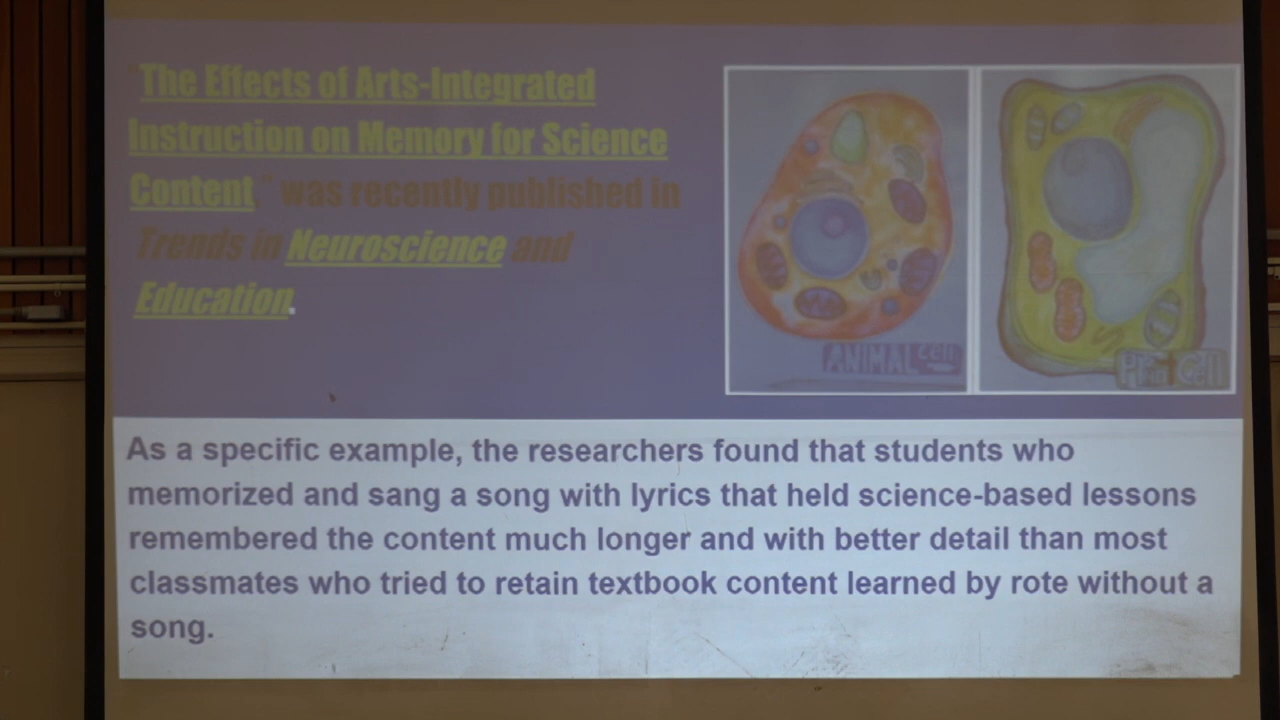 "The Effects of Arts-Integrated
Instruction on Memory for Science
Content," was recently published in
Trends in Neuroscience and
Education.
ANIMAL CELL
Plant Cell
As a specific example, the researchers found that students who
memorized and sang a song with lyrics that held science-based lessons
remembered the content much longer and with better detail than most
classmates who tried to retain textbook content learned by rote without a
song.